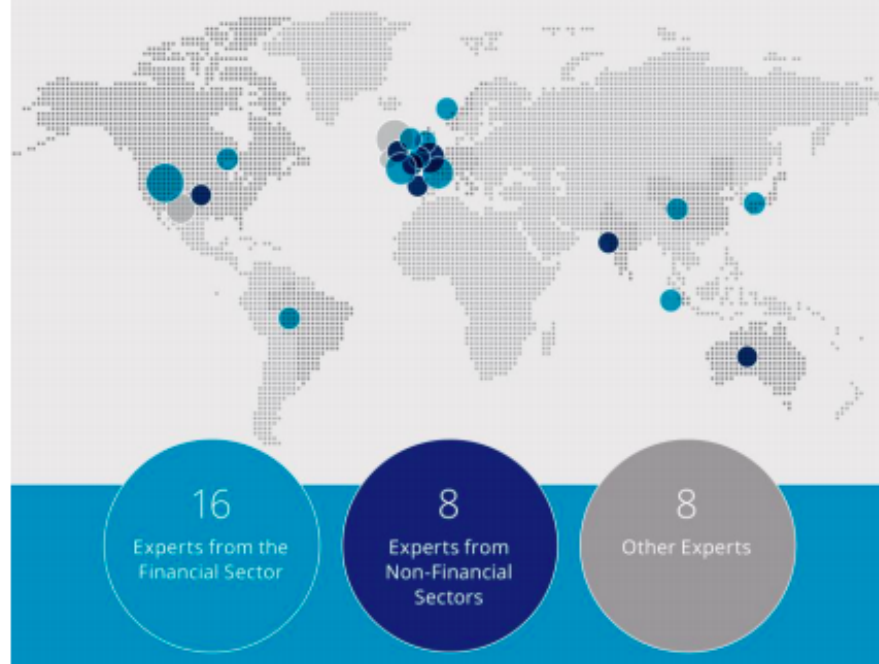 16
Experts from the
Financial Sector
8
Experts from
Non-Financial
Sectors
8
Other Experts